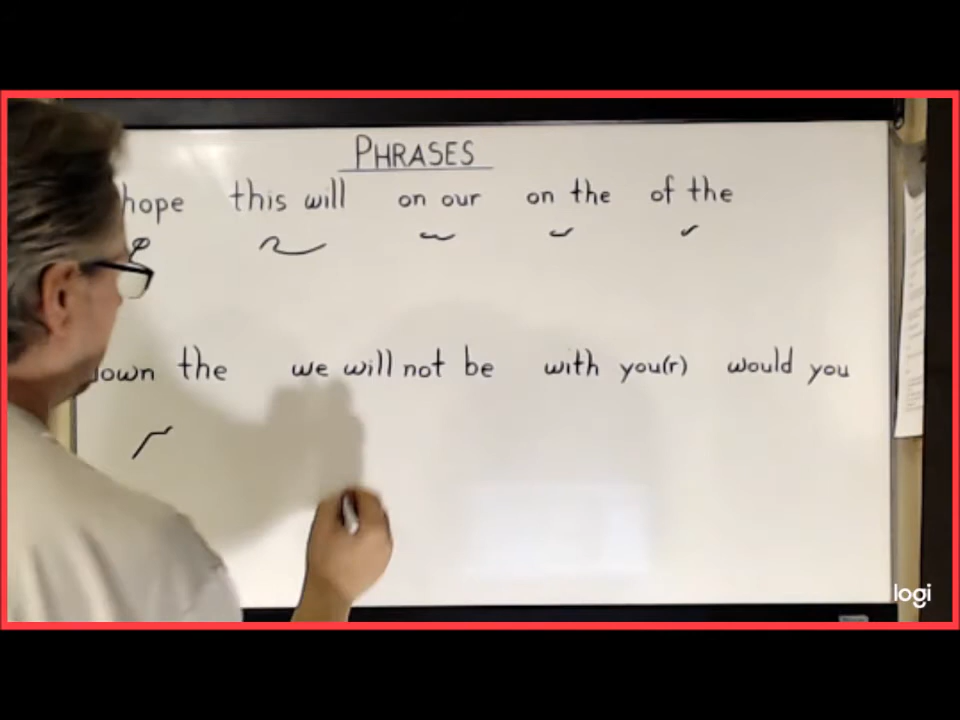 PHRASES
hope this will on our on the of the
the we will not be with you(r) would you
logi